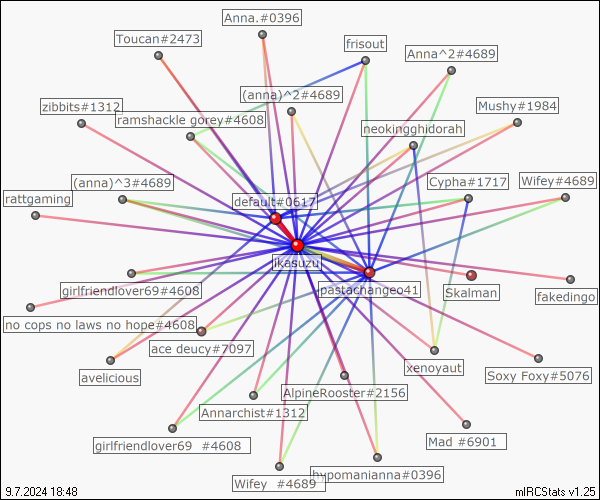 Anna.#0396
Toucan#2473
frisout
Anna^2#4689
(anna)^2#4689
zibbits#1312
Mushy#1984
ramshackle gorey#4608
neokingghidorah
(anna)^3#4689
Cypha#1717
Wifey#4689
rattgaming
default#0617
ikasuzu
pastachangeo41
girlfriendlover69#4608
Skalman
fakedingo
no cops no laws no hope#4608
ace deucy#7097
xenoyaut
avelicious
Soxy Foxy#5076
AlpineRooster#2156
Annarchist#1312
girlfriendlover69  #4608
Mad #6901
hypomanianna#0396
Wifey  #4689
9.7.2024 18:48
mIRCStats v1.25